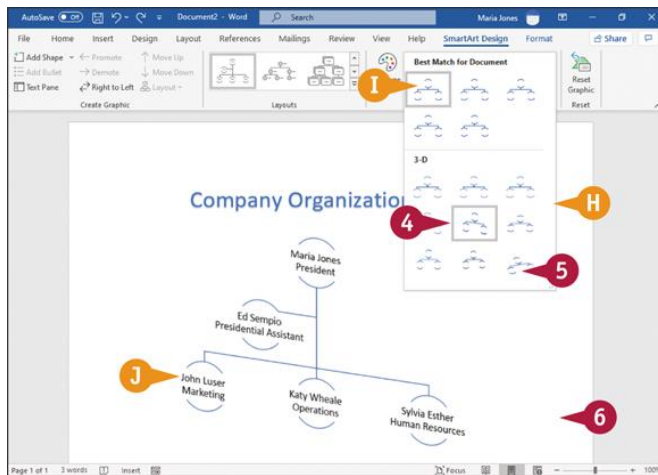 AutoSave Off Document2 - Word Search Maria Jones
File Home Insert Design Layout References Mailings Review View Help SmartArt Design Format Share
Add Shape Promote Move Up
Add Bullet Demote Move Down
Text Pane Right to Left Layout
Create Graphic
Layouts
Reset
Graphic
Reset
Best Match for Document
I
3-D
H
4
5
Company Organization
Maria Jones
President
Ed Sempio
Presidential Assistant
J
John Luser
Marketing
Katy Wheale
Operations
Sylvia Esther
Human Resources
6
Page 1 of 1 3 words Insert Focus 100%